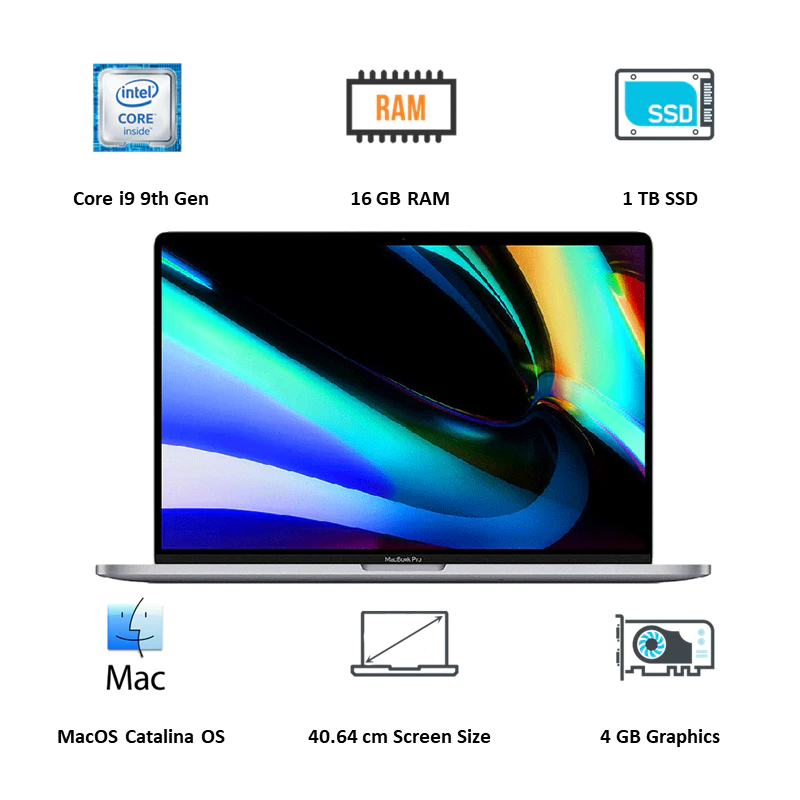 intel
CORE
inside
RAM
SSD
Core i9 9th Gen
16 GB RAM
1 TB SSD
MacBook Pro
Mac
MacOS Catalina OS
40.64 cm Screen Size
4 GB Graphics